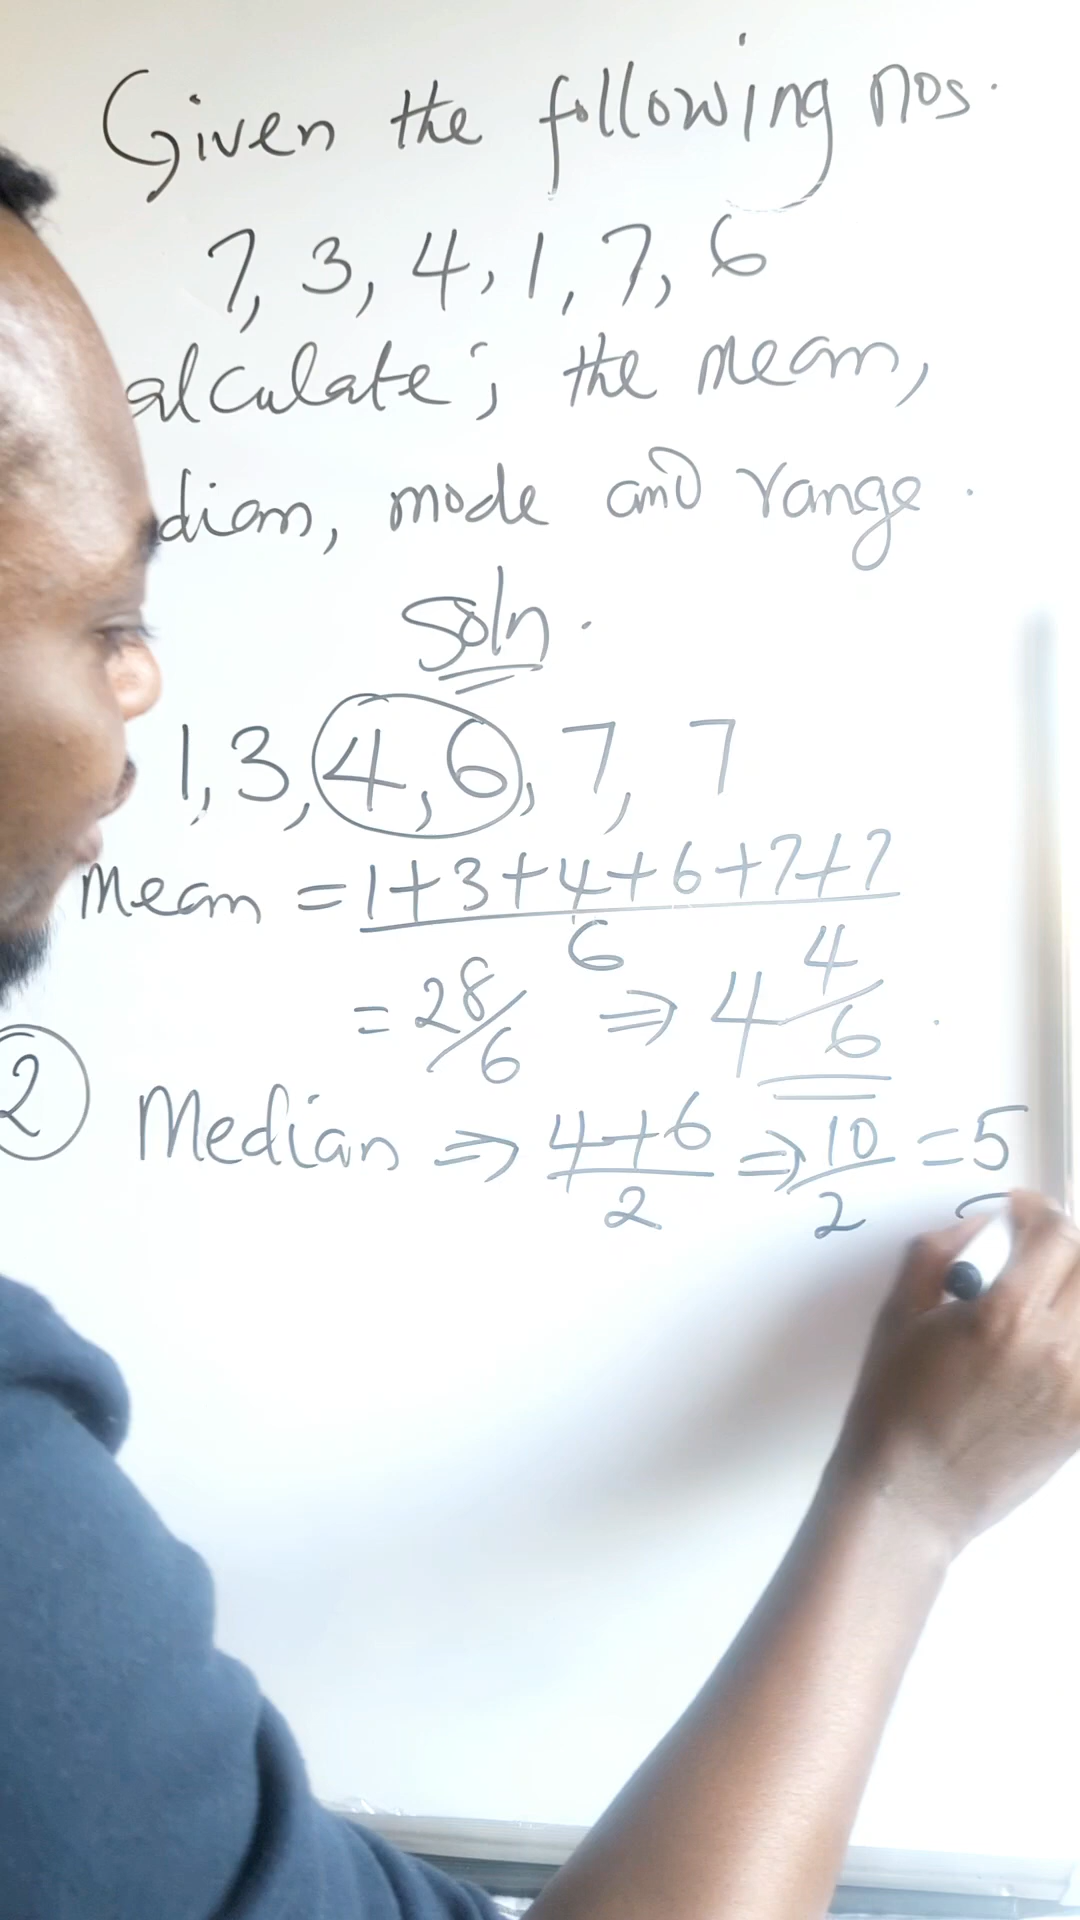 Given the following nos.
7, 3, 4, 1, 7, 6
alculate; the mean,
dian, mode and range.
Soln.
1, 3, 4, 6, 7, 7
Mean = 1+3+4+6+7+7
6
= 28/6 ⇒ 4 4/6
2 Median ⇒ 4+6/2 ⇒ 10/2 = 5